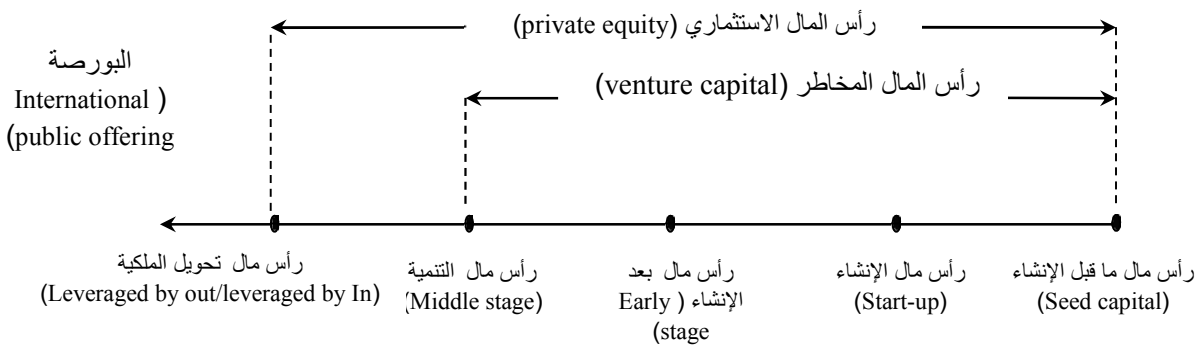 رأس المال الاستثماري (private equity)
البورصة
International )
(public offering
رأس المال المخاطر (venture capital)
رأس مال ما قبل الإنشاء
(Seed capital)
رأس مال الإنشاء
(Start-up)
رأس مال بعد
الإنشاء ( Early
(stage
رأس مال التنمية
(Middle stage)
رأس مال تحويل الملكية
(Leveraged by out/leveraged by In)